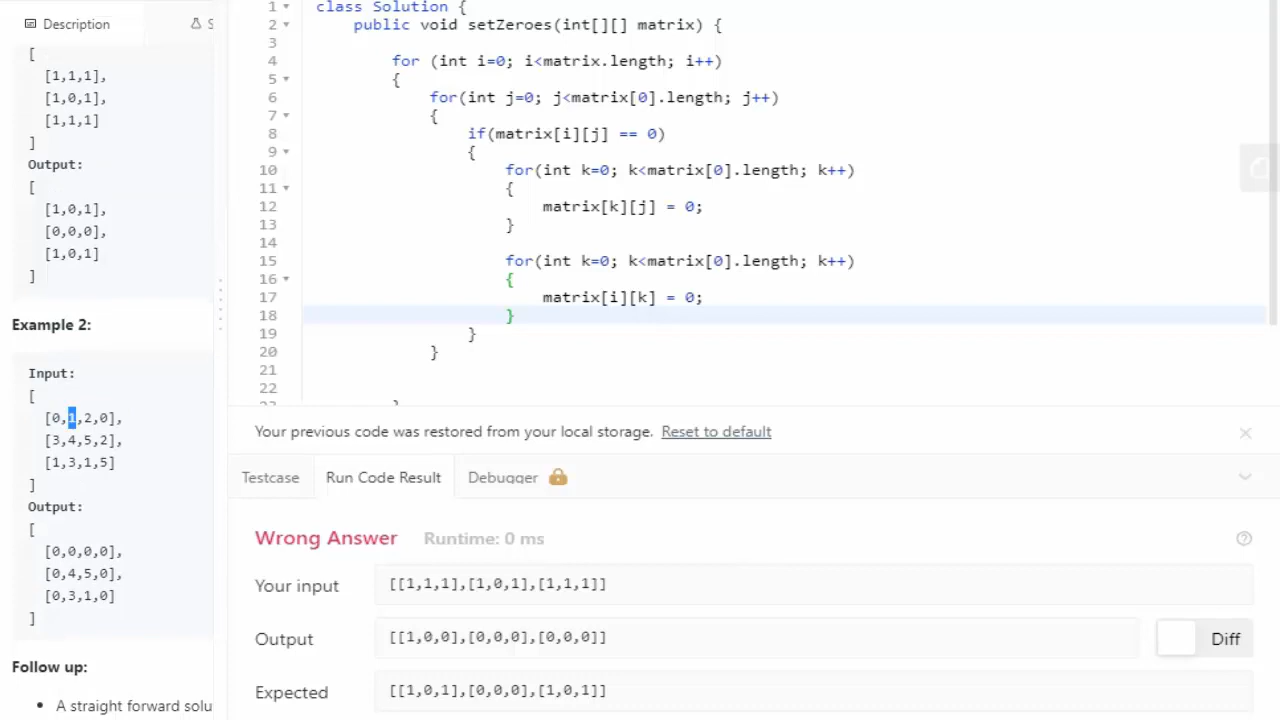 Description
S
[
[1,1,1],
[1,0,1],
[1,1,1]
]
Output:
[
[1,0,1],
[0,0,0],
[1,0,1]
]
Example 2:
Input:
[
[0,1,2,0],
[3,4,5,2],
[1,3,1,5]
]
Output:
[
[0,0,0,0],
[0,4,5,0],
[0,3,1,0]
]
Follow up:
• A straight forward solu
1 class Solution {
2 public void setZeroes(int[][] matrix) {
3
4 for (int i=0; i<matrix.length; i++)
5 {
6 for(int j=0; j<matrix[0].length; j++)
7 {
8 if(matrix[i][j] == 0)
9 {
10 for(int k=0; k<matrix[0].length; k++)
11 {
12 matrix[k][j] = 0;
13 }
14
15 for(int k=0; k<matrix[0].length; k++)
16 {
17 matrix[i][k] = 0;
18 }
19 }
20 }
21
22
Your previous code was restored from your local storage. Reset to default
Testcase Run Code Result Debugger
Wrong Answer Runtime: 0 ms
Your input [[1,1,1],[1,0,1],[1,1,1]]
Output [[1,0,0],[0,0,0],[0,0,0]] Diff
Expected [[1,0,1],[0,0,0],[1,0,1]]